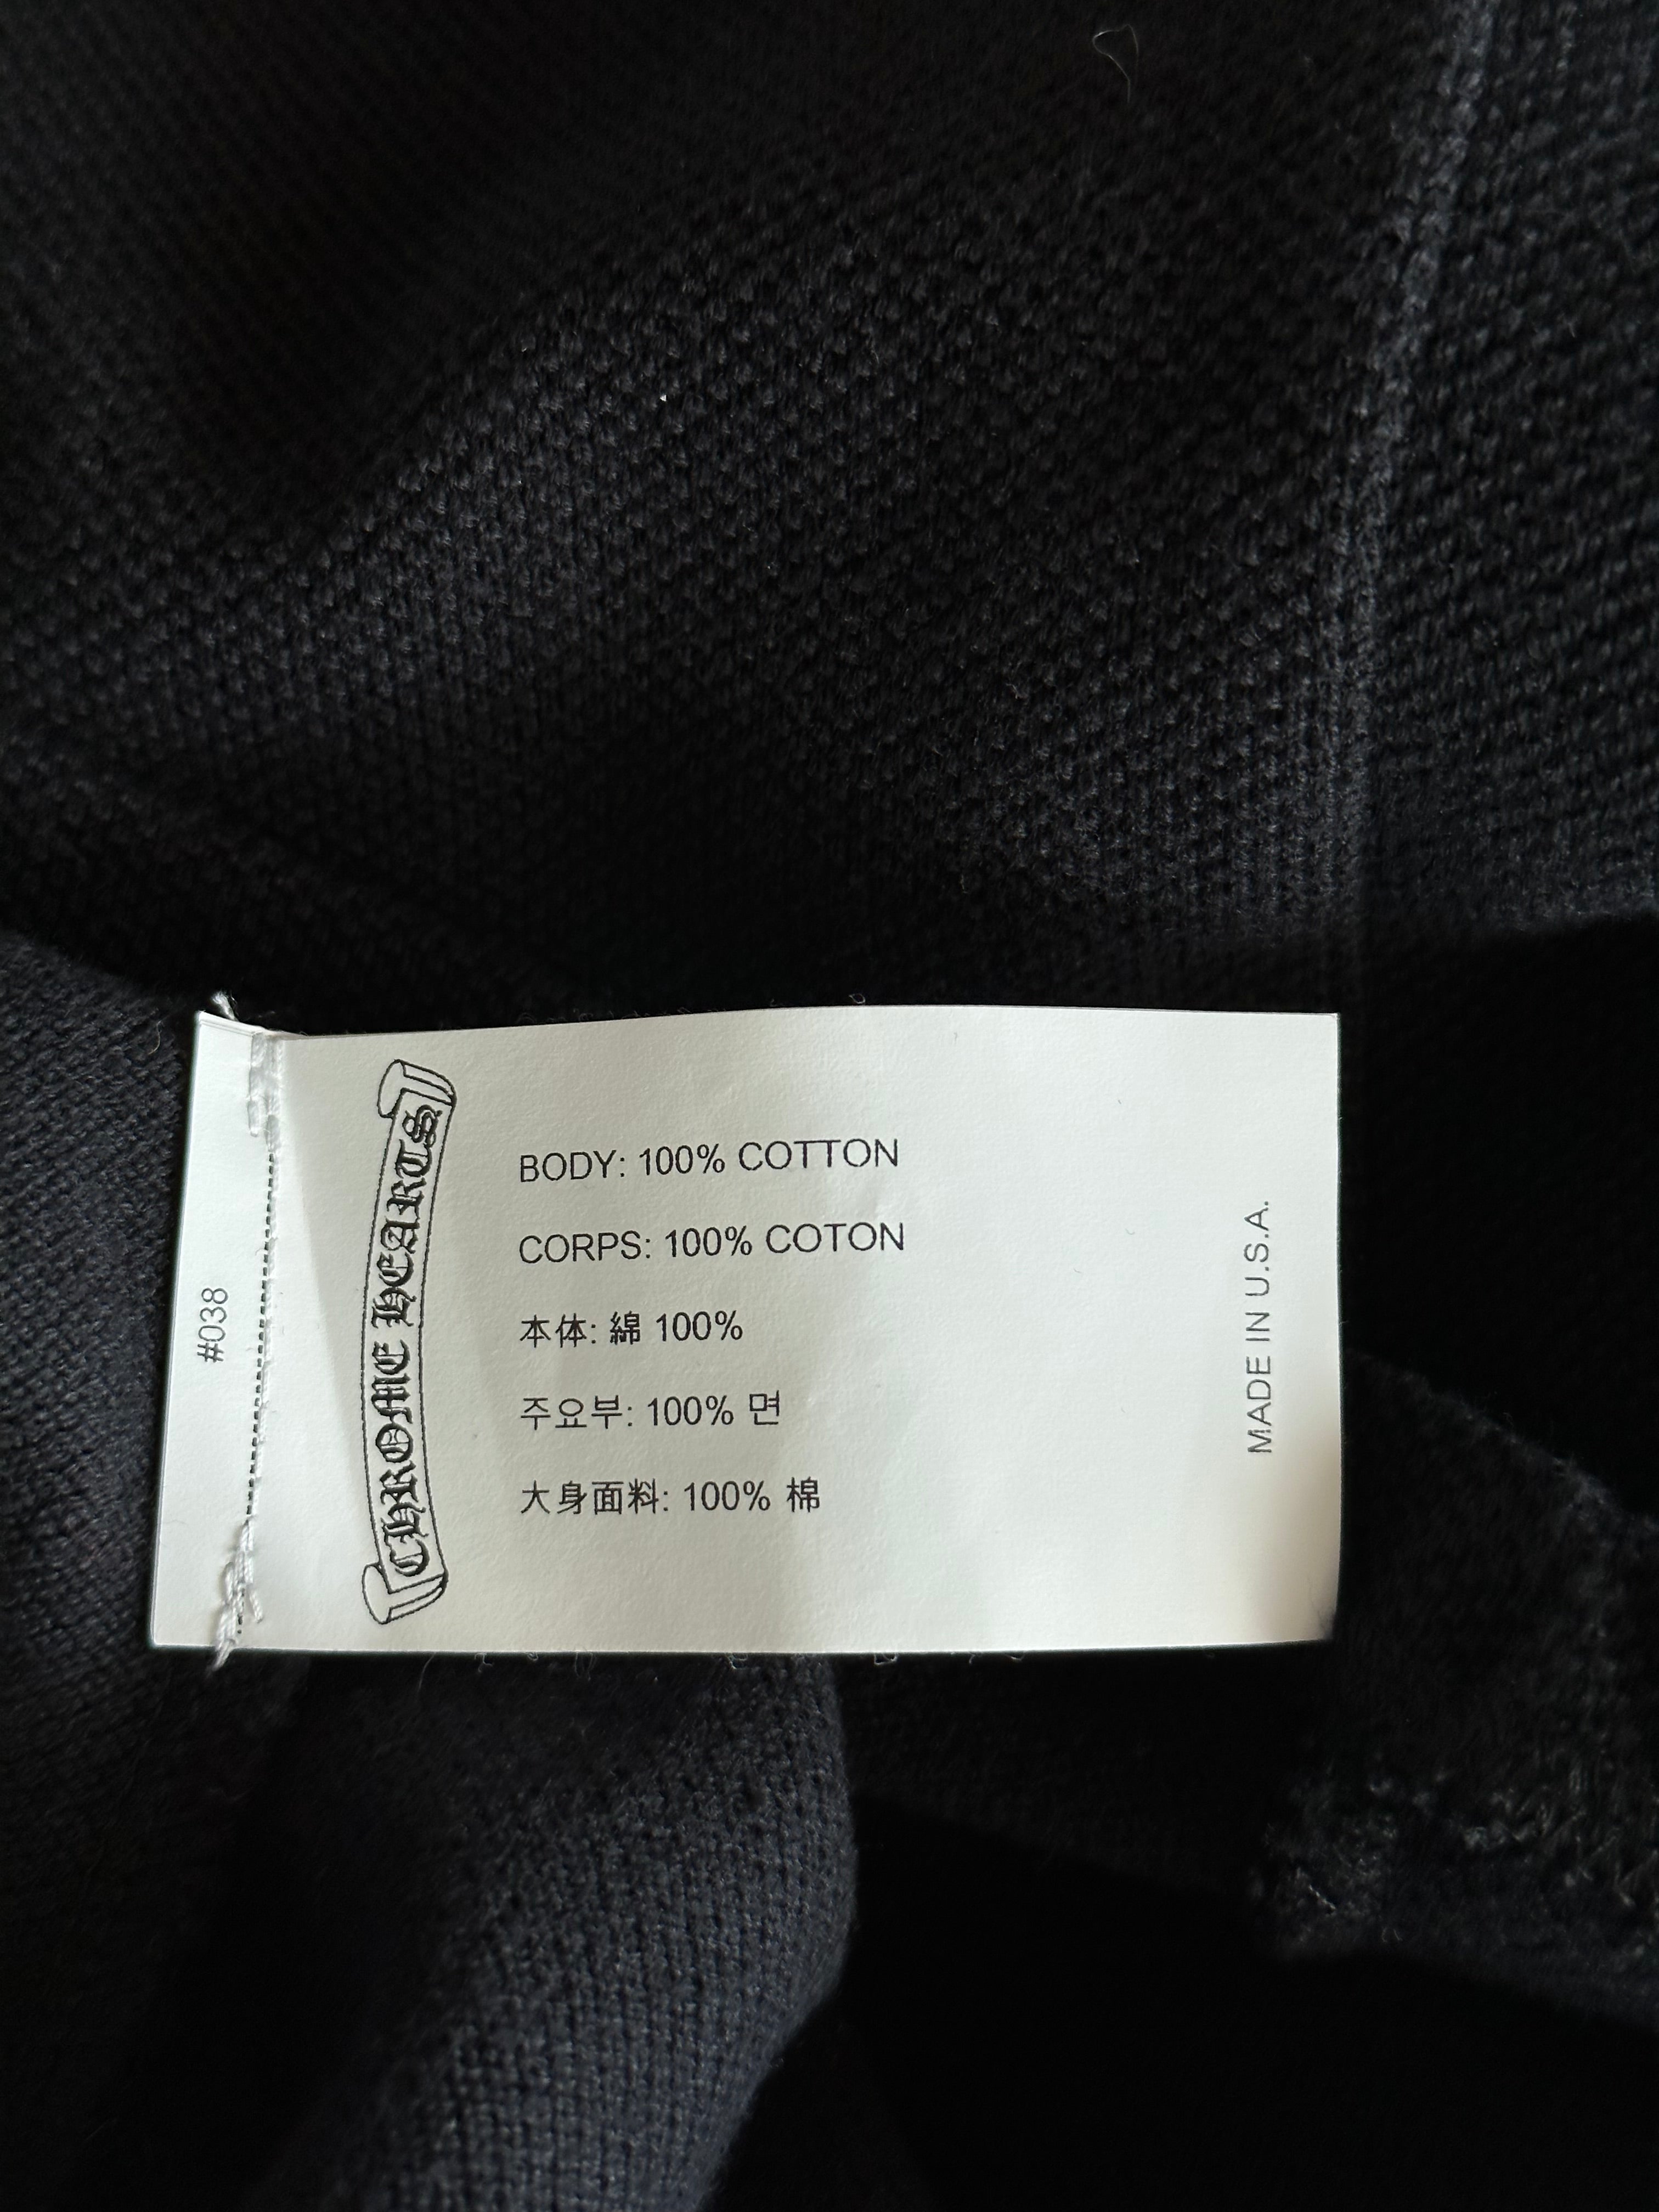 #038
CHROME HEARTS
BODY: 100% COTTON
CORPS: 100% COTON
本体: 綿 100%
주요부: 100% 면
大身面料: 100% 棉
MADE IN U.S.A.